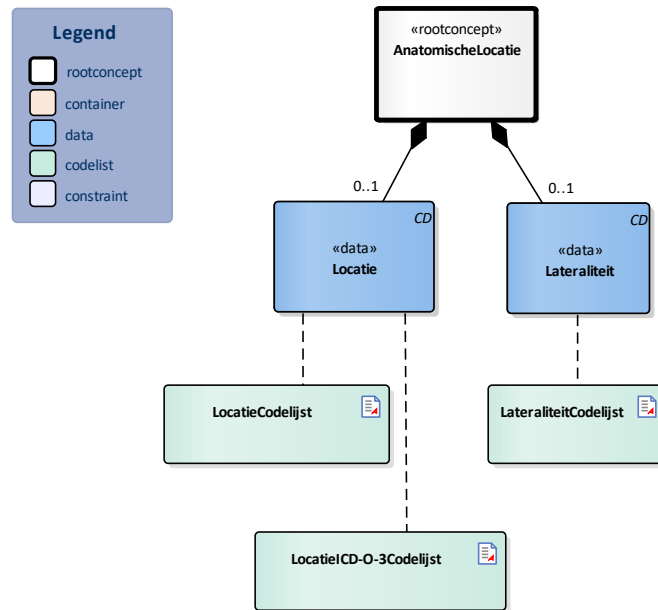 Legend
rootconcept
container
data
codelist
constraint
«rootconcept»
AnatomischeLocatie
0..1
0..1
CD
«data»
Locatie
CD
«data»
Lateraliteit
LocatieCodelijst
LateraliteitCodelijst
LocatieICD-O-3Codelijst